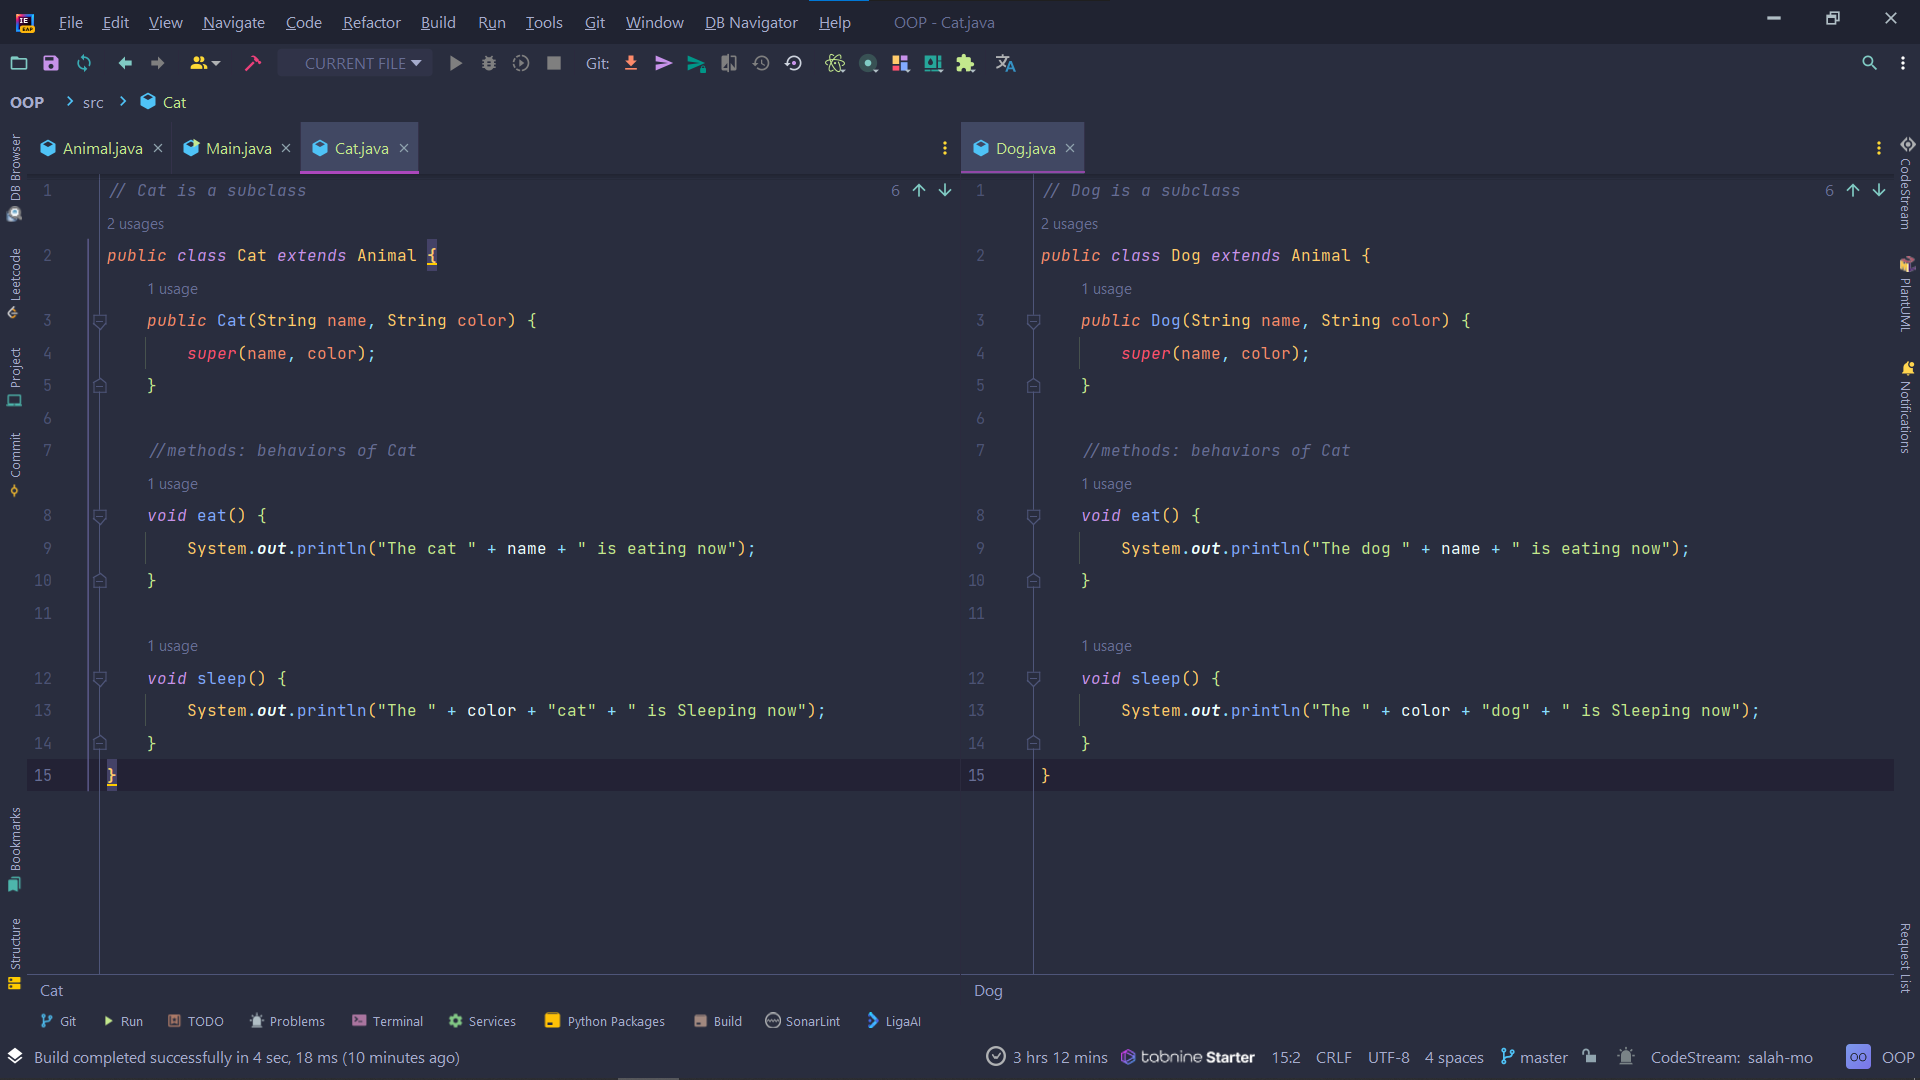 File Edit View Navigate Code Refactor Build Run Tools Git Window DB Navigator Help OOP - Cat.java
CURRENT FILE Git:
OOP src Cat
Animal.java Main.java Cat.java
1 // Cat is a subclass 6
2 usages
2 public class Cat extends Animal {
1 usage
3 public Cat(String name, String color) {
4 super(name, color);
5 }
6
7 //methods: behaviors of Cat
1 usage
8 void eat() {
9 System.out.println("The cat " + name + " is eating now");
10 }
11
1 usage
12 void sleep() {
13 System.out.println("The " + color + "cat" + " is Sleeping now");
14 }
15 }
Cat
Dog.java
1 // Dog is a subclass 6
2 usages
2 public class Dog extends Animal {
1 usage
3 public Dog(String name, String color) {
4 super(name, color);
5 }
6
7 //methods: behaviors of Cat
1 usage
8 void eat() {
9 System.out.println("The dog " + name + " is eating now");
10 }
11
1 usage
12 void sleep() {
13 System.out.println("The " + color + "dog" + " is Sleeping now");
14 }
15 }
Dog
DB Browser
Leetcode
Project
Commit
Bookmarks
Structure
CodeStream
PlantUML
Notifications
Request List
Git Run TODO Problems Terminal Services Python Packages Build SonarLint LigaAI
Build completed successfully in 4 sec, 18 ms (10 minutes ago) 3 hrs 12 mins tabnine Starter 15:2 CRLF UTF-8 4 spaces master CodeStream: salah-mo OOP